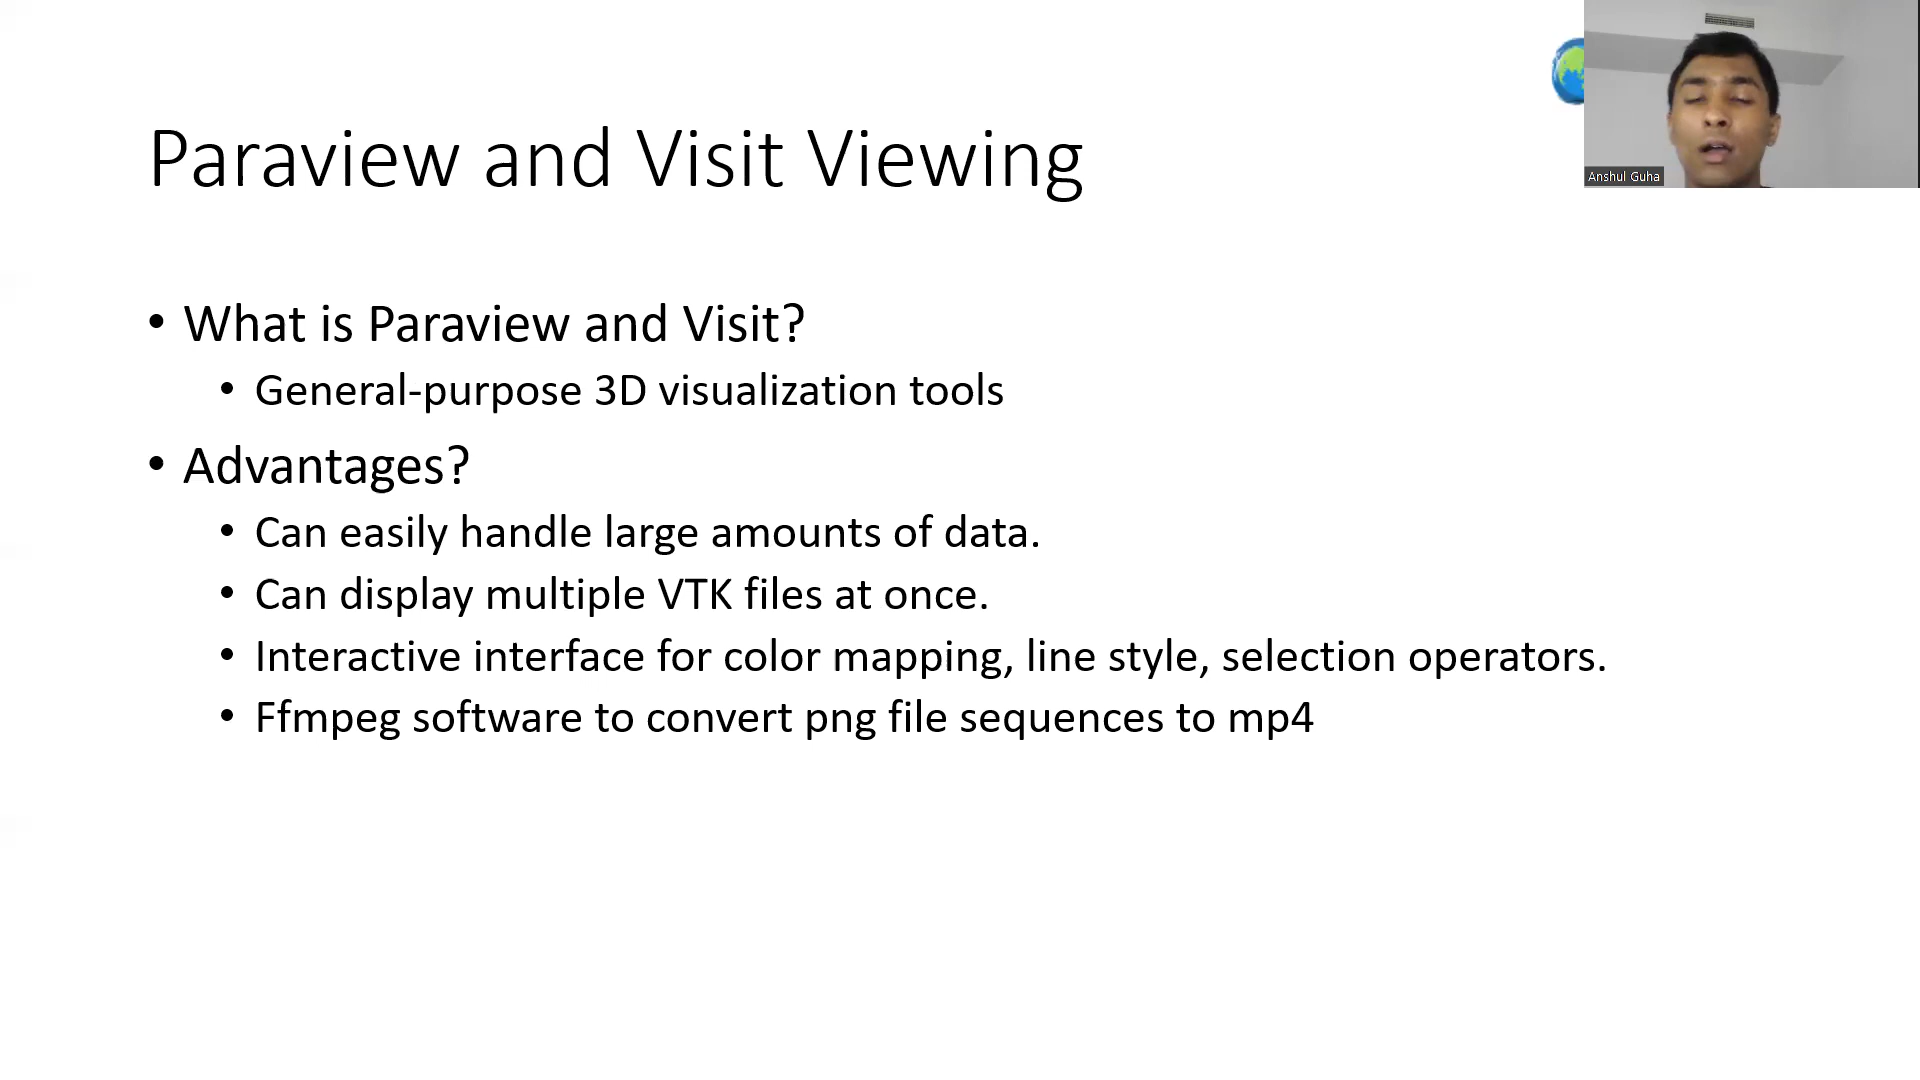 Paraview and Visit Viewing
Anshul Guha
• What is Paraview and Visit?
• General-purpose 3D visualization tools
• Advantages?
• Can easily handle large amounts of data.
• Can display multiple VTK files at once.
• Interactive interface for color mapping, line style, selection operators.
• Ffmpeg software to convert png file sequences to mp4